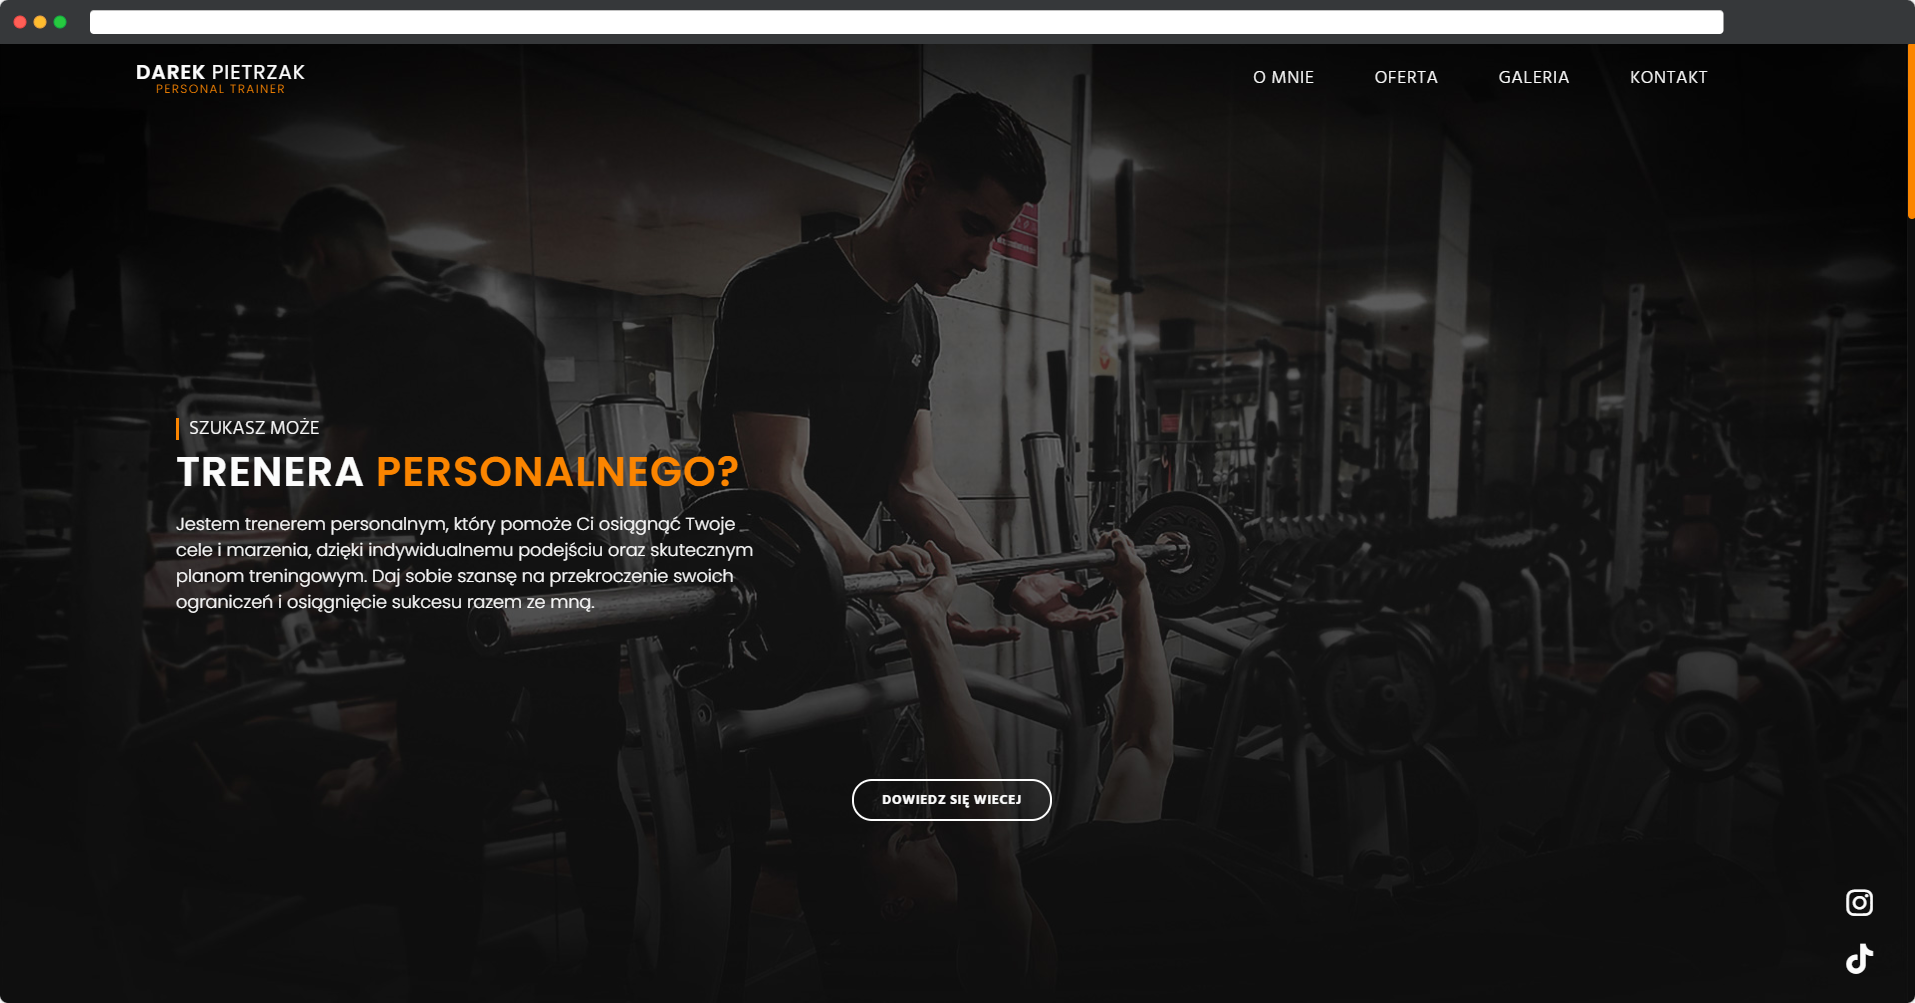 DAREK PIETRZAK
PERSONAL TRAINER
O MNIE
OFERTA
GALERIA
KONTAKT
SZUKASZ MOŻE
TRENERA PERSONALNEGO?
Jestem trenerem personalnym, który pomoże Ci osiągnąć Twoje
cele i marzenia, dzięki indywidualnemu podejściu oraz skutecznym
planom treningowym. Daj sobie szansę na przekroczenie swoich
ograniczeń i osiągnięcie sukcesu razem ze mną.
DOWIEDZ SIĘ WIECEJ